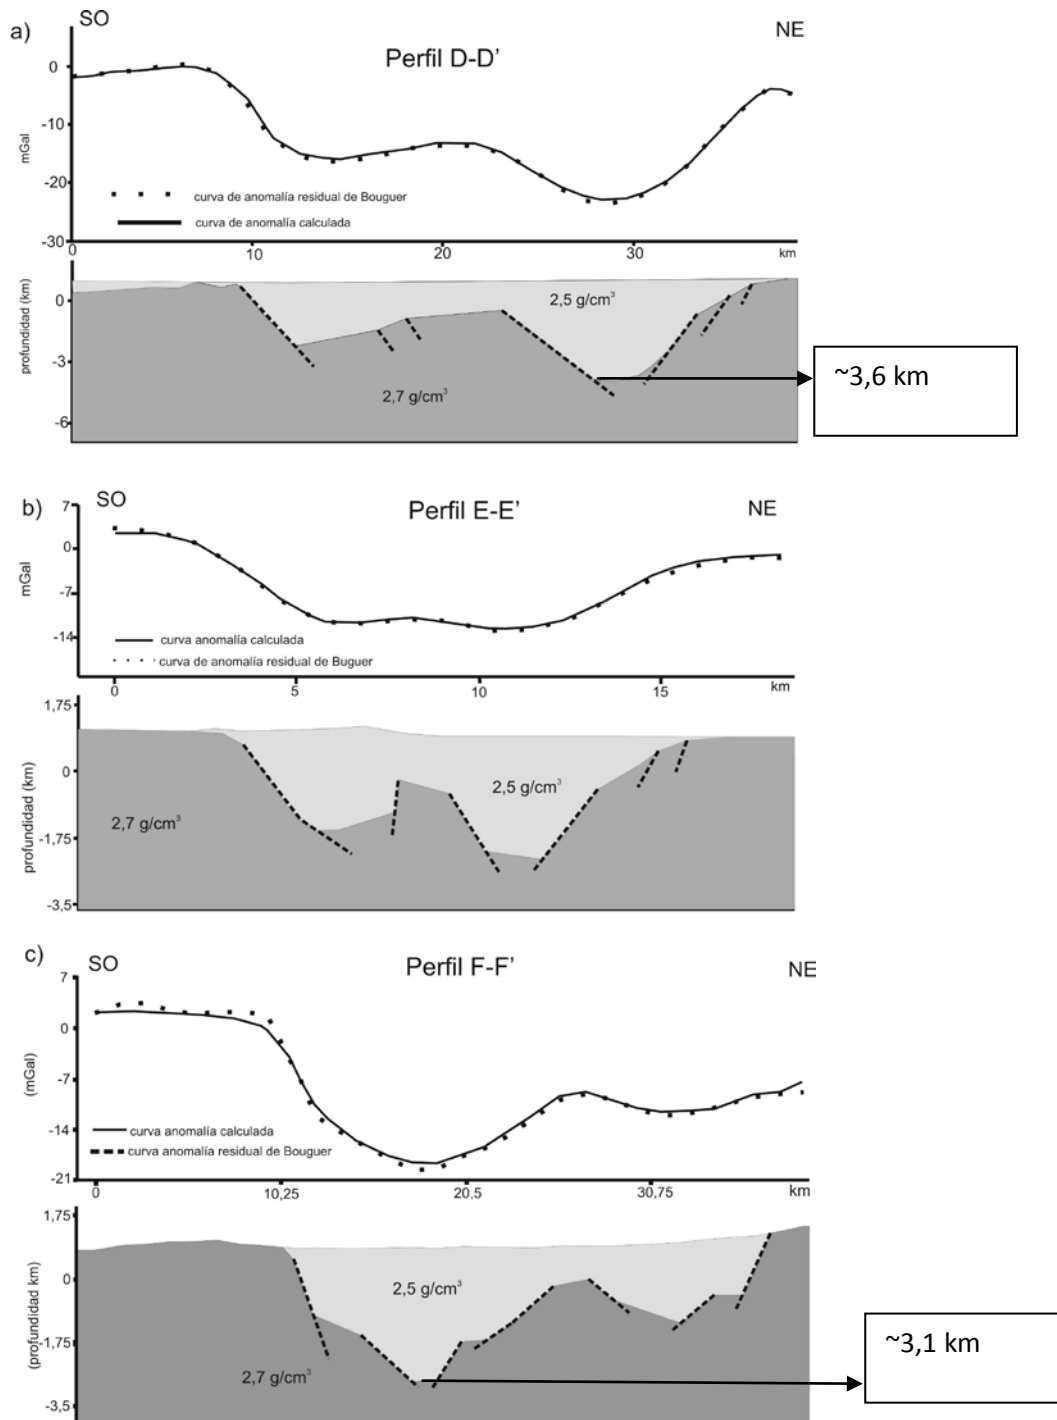 a)
SO
NE
Perfil D-D'
0
-10
-20
-30
mGal
curva de anomalía residual de Bouguer
curva de anomalía calculada
0
10
20
30
km
profundidad (km)
0
-3
-6
2,5 g/cm³
2,7 g/cm³
~3,6 km
b)
SO
NE
Perfil E-E'
7
0
-7
-14
mGal
curva anomalía calculada
curva de anomalía residual de Buguer
0
5
10
15
km
profundidad (km)
1,75
0
-1,75
-3,5
2,5 g/cm³
2,7 g/cm³
c)
SO
NE
Perfil F-F'
7
0
-7
-14
-21
(mGal)
curva anomalía calculada
curva anomalía residual de Bouguer
0
10,25
20,5
30,75
km
(profundidad km)
1,75
0
-1,75
-3,5
2,5 g/cm³
2,7 g/cm³
~3,1 km